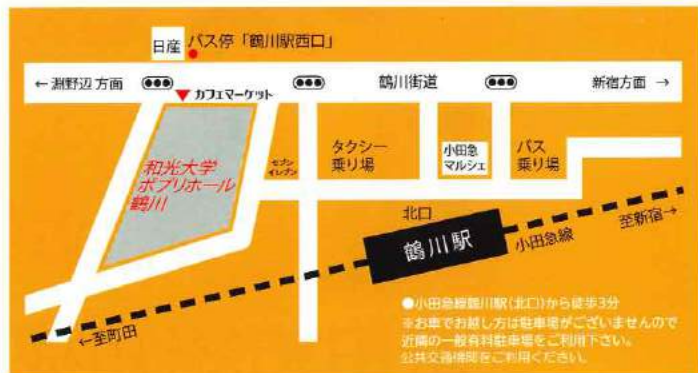 日産
バス停「鶴川駅西口」
← 淵野辺方面
鶴川街道
新宿方面 →
カフェマーケット
和光大学
ポプリホール
鶴川
セブン
イレブン
タクシー
乗り場
小田急
マルシェ
バス
乗り場
北口
鶴川駅
小田急線
至新宿→
←至町田
●小田急線鶴川駅(北口)から徒歩3分
※お車でお越し方は駐車場がございませんので
近隣の一般有料駐車場をご利用下さい。
公共交通機関をご利用ください。